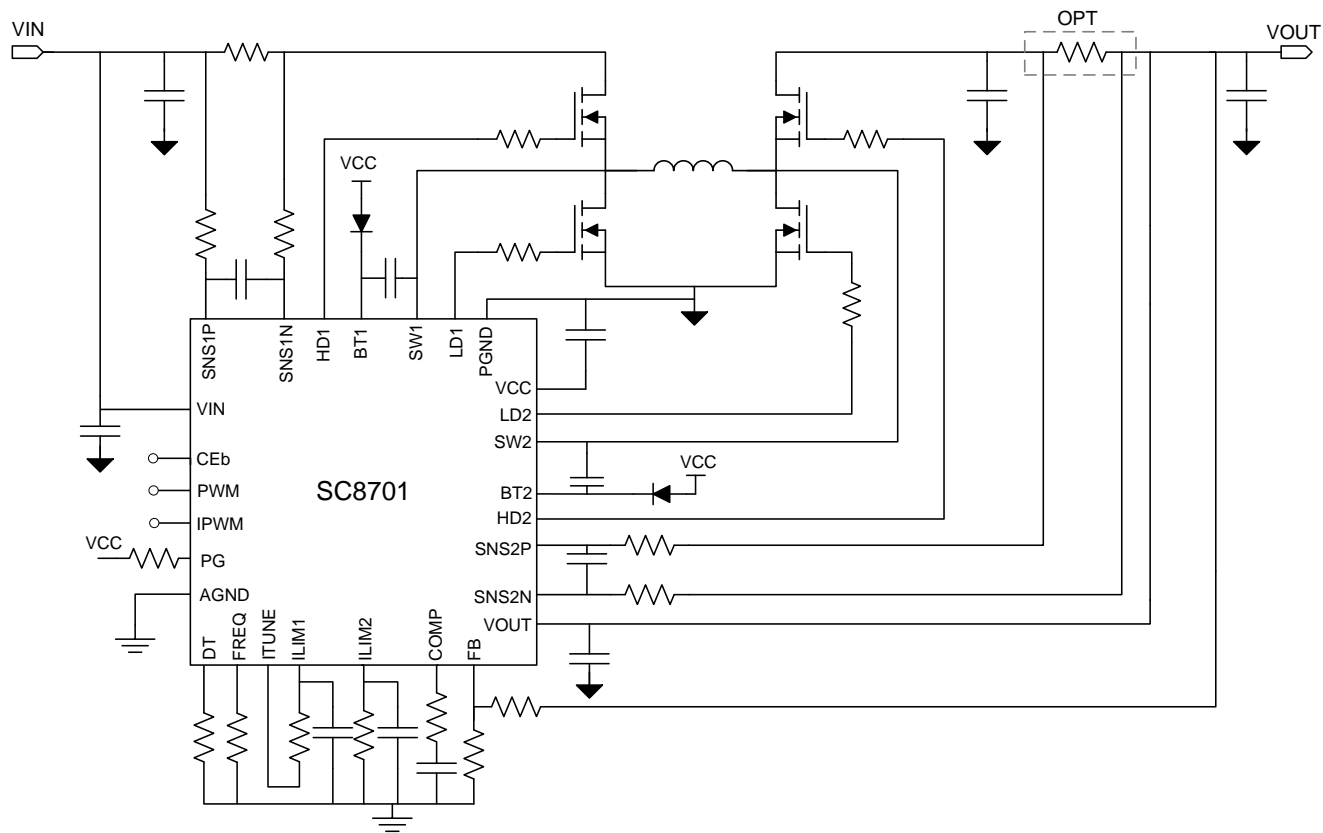 OPT
VIN
VOUT
VCC
SNS1P
SNS1N
HD1
BT1
SW1
LD1
PGND
VCC
LD2
VIN
SW2
CEb
VCC
PWM
SC8701
BT2
HD2
IPWM
VCC
PG
SNS2P
AGND
SNS2N
VOUT
DT
FREQ
ITUNE
ILIM1
ILIM2
COMP
FB